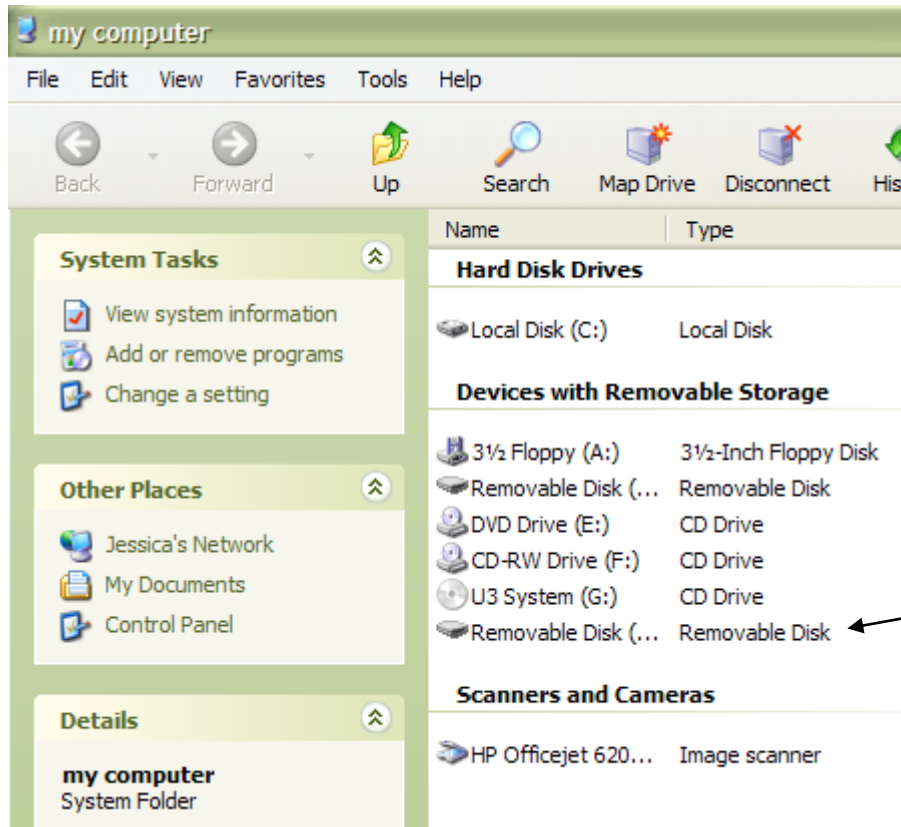 my computer
File Edit View Favorites Tools Help
Back Forward Up Search Map Drive Disconnect His
System Tasks
View system information
Add or remove programs
Change a setting
Other Places
Jessica's Network
My Documents
Control Panel
Details
my computer
System Folder
Name Type
Hard Disk Drives
Local Disk (C:) Local Disk
Devices with Removable Storage
3½ Floppy (A:) 3½-Inch Floppy Disk
Removable Disk (... Removable Disk
DVD Drive (E:) CD Drive
CD-RW Drive (F:) CD Drive
U3 System (G:) CD Drive
Removable Disk (... Removable Disk
Scanners and Cameras
HP Officejet 620... Image scanner